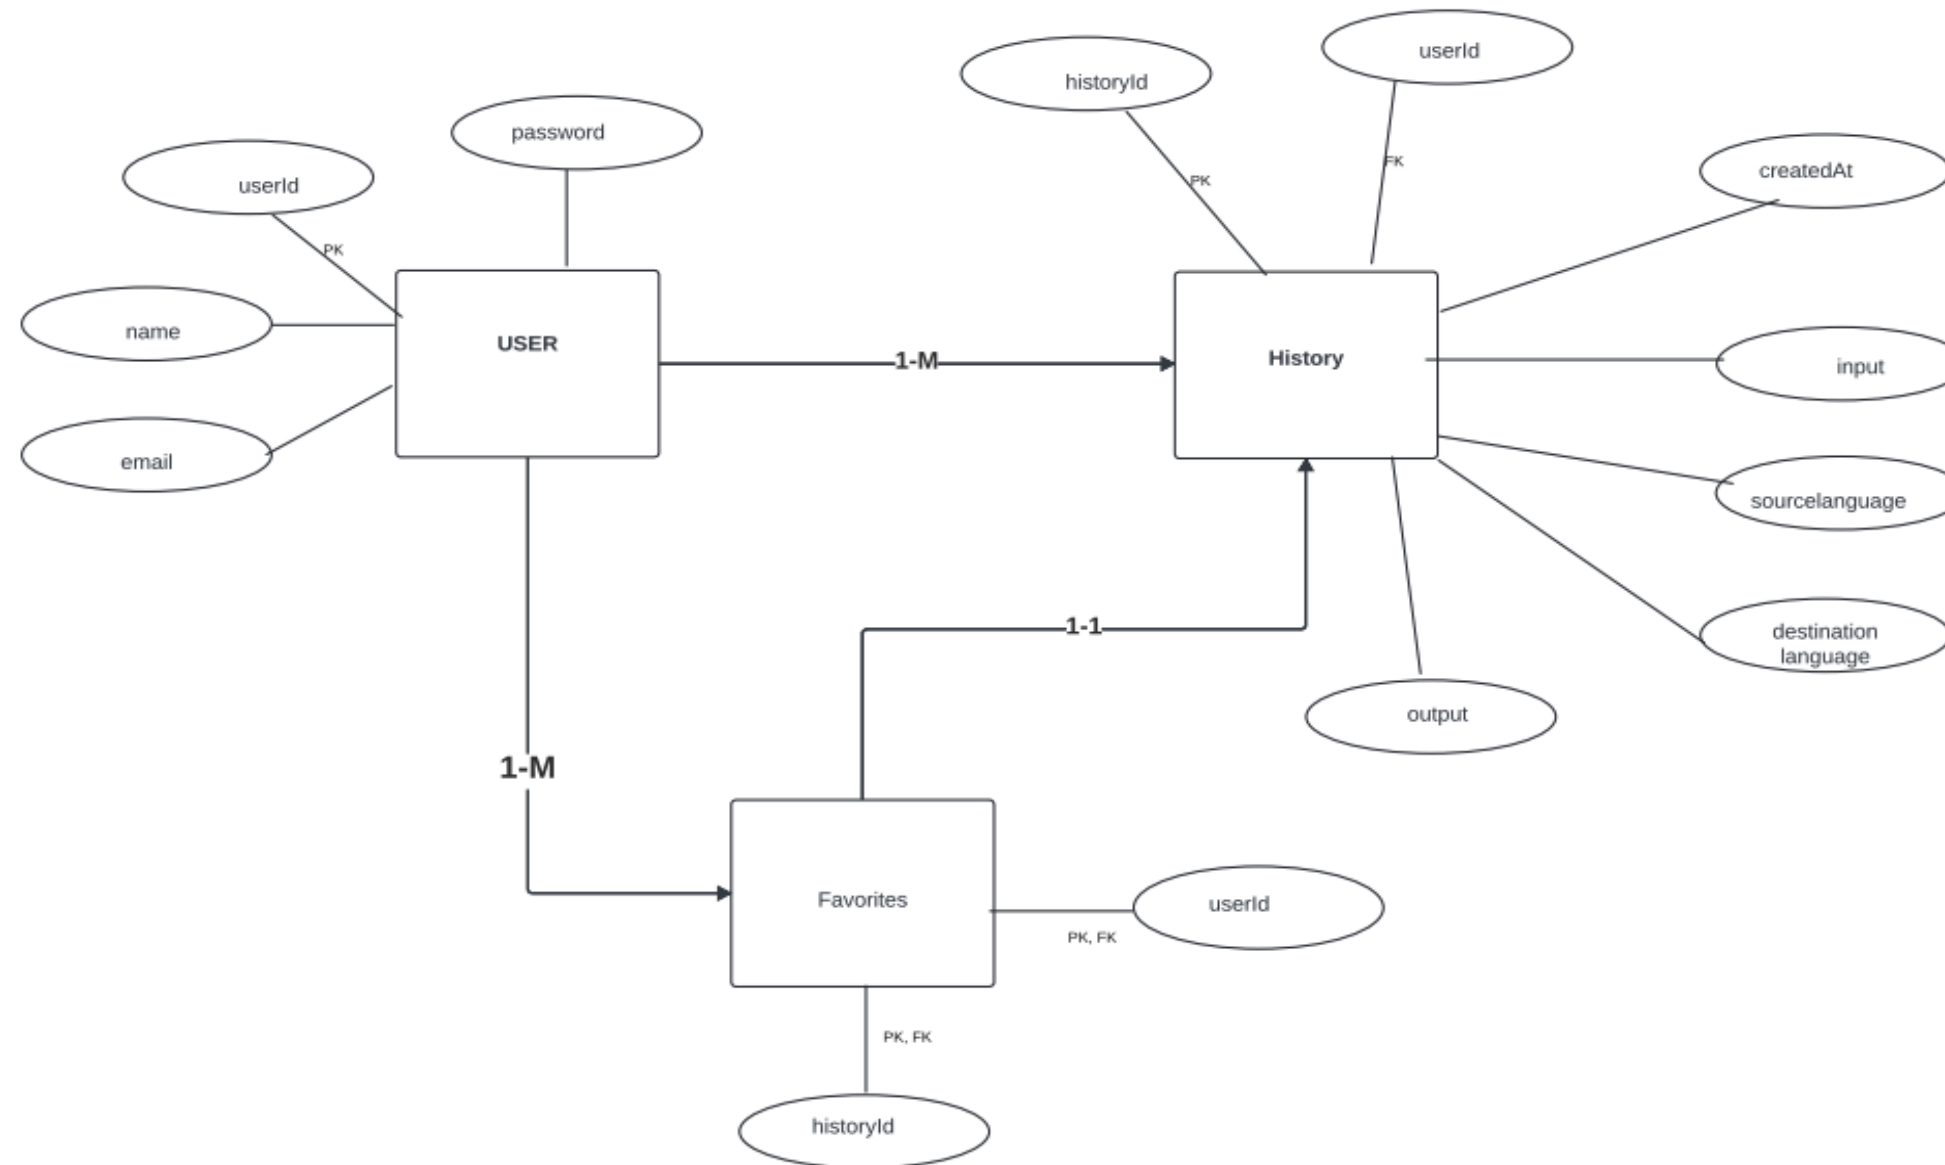 userId
historyId
password
createdAt
userId
FK
PK
PK
name
USER
1-M
History
input
email
sourcelanguage
1-1
destination
language
output
1-M
Favorites
userId
PK, FK
PK, FK
historyId